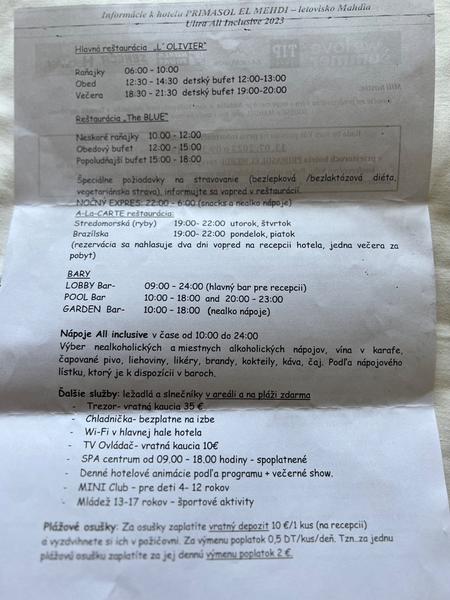 Informácie k hotelu PRIMASOL EL MEHDI – letovisko Mahdia
Ultra All Inclusive 2023
Hlavná reštaurácia „L´OLIVIER“
Raňajky 06:00 - 10:00
Obed 12:30 - 14:30 detský bufet 12:00-13:00
Večera 18:30 - 21:30 detský bufet 19:00-20:00
Reštaurácia „The BLUE“
Neskoré raňajky 10:00 - 12:00
Obedový bufet 12:00 - 15:00
Popoludňajší bufet 15:00 - 18:00
Špeciálne požiadavky na stravovanie (bezlepková /bezlaktázová diéta,
vegetariánska strava), informujte sa vopred v reštaurácií.
NOČNÝ EXPRES: 22:00 - 6:00 (snacks a nealko nápoje)
A-La-CARTE reštaurácia:
Stredomorská (ryby) 19:00- 22:00 utorok, štvrtok
Brazílska 19:00- 22:00 pondelok, piatok
(rezervácia sa nahlasuje dva dni vopred na recepcii hotela, jedna večera za
pobyt)
BARY
LOBBY Bar- 09:00 - 24:00 (hlavný bar pre recepcii)
POOL Bar 10:00 - 18:00 and 20:00 - 23:00
GARDEN Bar- 10:00 - 18:00 (nealko nápoje)
Nápoje All inclusive v čase od 10:00 do 24:00
Výber nealkoholických a miestnych alkoholických nápojov, vína v karafe,
čapované pivo, liehoviny, likéry, brandy, kokteily, káva, čaj. Podľa nápojového
lístku, ktorý je k dispozícii v baroch.
Ďalšie služby: ležadlá a slnečníky v areáli a na pláži zdarma
- Trezor- vratná kaucia 35 €
- Chladnička- bezplatne na izbe
- Wi-Fi v hlavnej hale hotela
- TV Ovládač- vratná kaucia 10€
- SPA centrum od 09.00 - 18.00 hodiny - spoplatnené
- Denné hotelové animácie podľa programu + večerné show.
- MINI Club - pre deti 4- 12 rokov
- Mládež 13-17 rokov – športové aktivity
Plážové osušky: Za osušky zaplatíte vratný depozit 10 €/1 kus (na recepcii)
a vyzdvihnete si ich v požičovni. Za výmenu poplatok 0,5 DT/kus/deň. Tzn..za jednu
plážovú osušku zaplatíte za jej dennú výmenu poplatok 2 €.